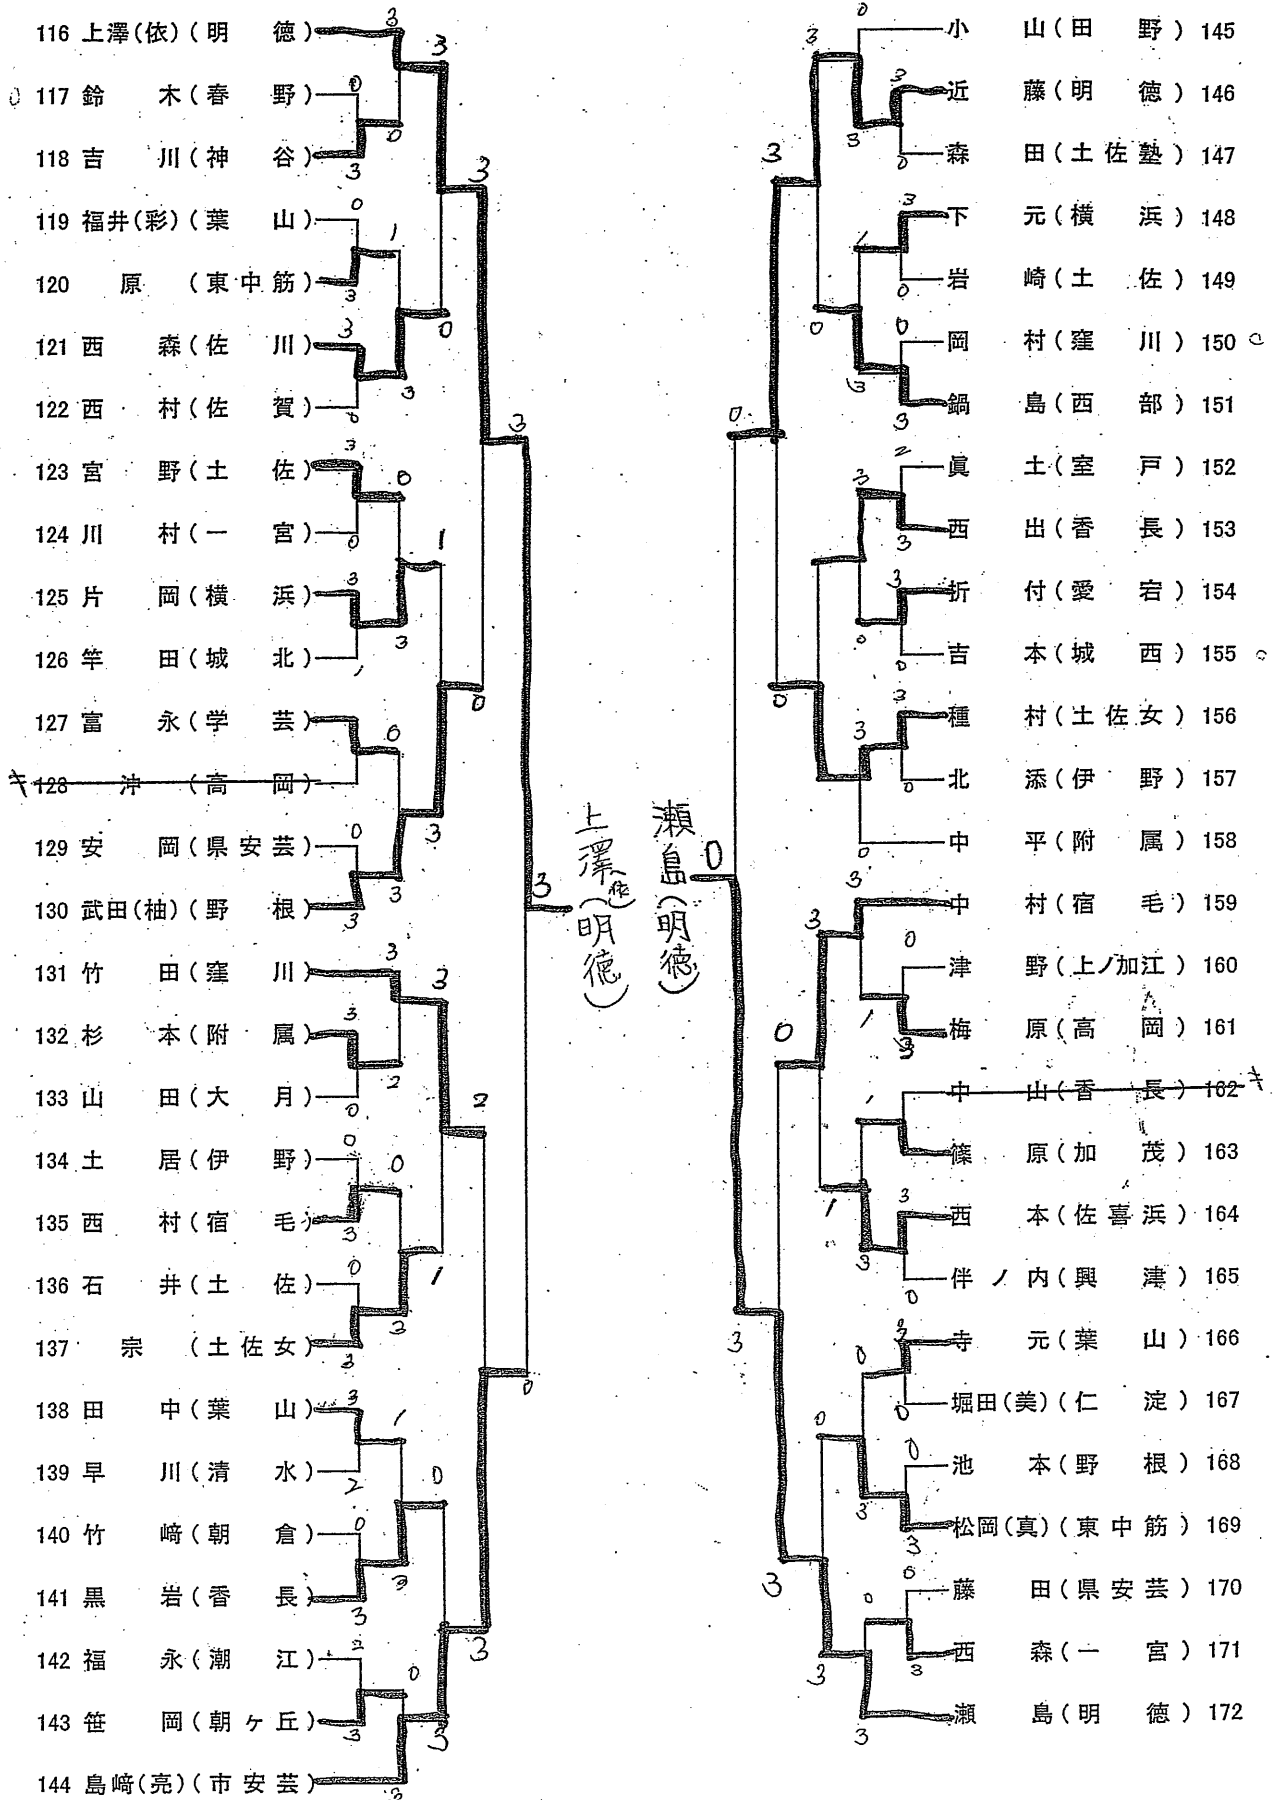 116 上澤(依)(明 徳)
117 鈴 木(春 野)
118 吉 川(神 谷)
119 福井(彩)(葉 山)
120 原 (東中筋)
121 西 森(佐 川)
122 西 村(佐 賀)
123 宮 野(土 佐)
124 川 村(一 宮)
125 片 岡(横 浜)
126 竿 田(城 北)
127 富 永(学 芸)
128 沖 (高 岡)
129 安 岡(県安芸)
130 武田(柚)(野 根)
131 竹 田(窪 川)
132 杉 本(附 属)
133 山 田(大 月)
134 土 居(伊 野)
135 西 村(宿 毛)
136 石 井(土 佐)
137 宗 (土佐女)
138 田 中(葉 山)
139 早 川(清 水)
140 竹 﨑(朝 倉)
141 黒 岩(香 長)
142 福 永(潮 江)
143 笹 岡(朝ヶ丘)
144 島﨑(亮)(市安芸)
上澤(依)(明徳)
3
瀬島(明徳)
0
小 山(田 野)145
近 藤(明 徳)146
森 田(土佐塾)147
下 元(横 浜)148
岩 崎(土 佐)149
岡 村(窪 川)150
鍋 島(西 部)151
眞 土(室 戸)152
西 出(香 長)153
折 付(愛 宕)154
吉 本(城 西)155
種 村(土佐女)156
北 添(伊 野)157
中 平(附 属)158
中 村(宿 毛)159
津 野(上ノ加江)160
梅 原(高 岡)161
中 山(香 長)162
篠 原(加 茂)163
西 本(佐喜浜)164
伴ノ内(興 津)165
寺 元(葉 山)166
堀田(美)(仁 淀)167
池 本(野 根)168
松岡(真)(東中筋)169
藤 田(県安芸)170
西 森(一 宮)171
瀬 島(明 徳)172